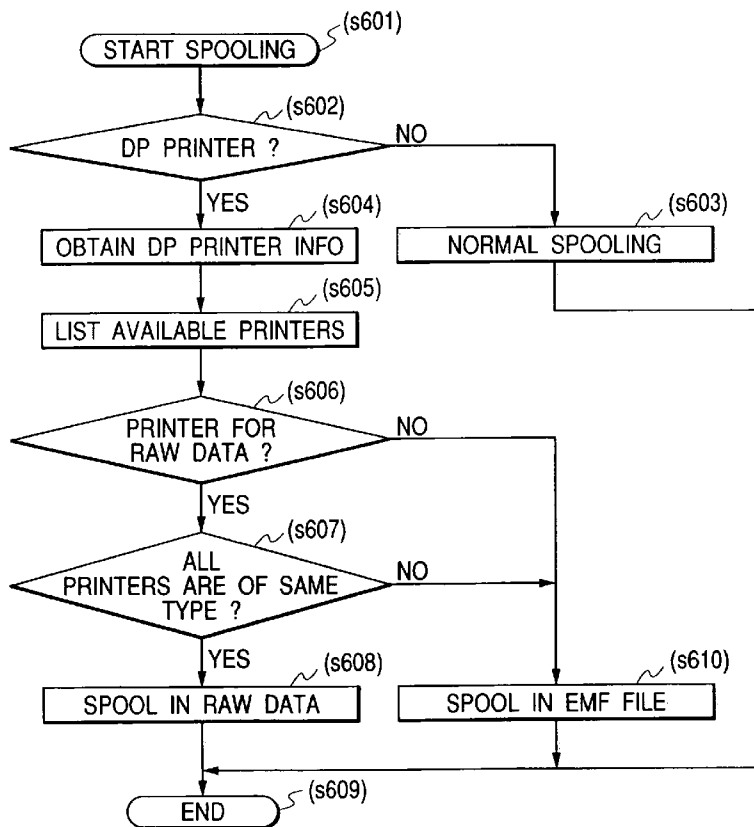 (s601)
START SPOOLING
(s602)
DP PRINTER ?
NO
YES
(s604)
OBTAIN DP PRINTER INFO
(s603)
NORMAL SPOOLING
(s605)
LIST AVAILABLE PRINTERS
(s606)
PRINTER FOR
RAW DATA ?
NO
YES
(s607)
ALL
PRINTERS ARE OF SAME
TYPE ?
NO
YES
(s608)
SPOOL IN RAW DATA
(s610)
SPOOL IN EMF FILE
(s609)
END